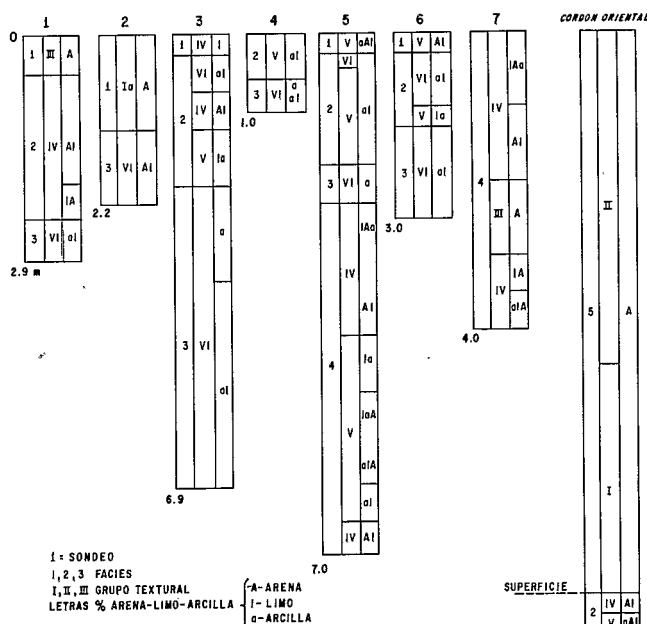 1 2 3 4 5 6 7 CORDON ORIENTAL
0
1 III A
2 IV Al
lA
3 VI al
2.9 m
1 Ia A
3 VI Al
2.2
1 IV l
2 VI al
IV Al
V la
3 VI a
al
6.9
2 V al
3 VI a
al
1.0
1 V aAl
2 VI al
V
3 VI a
4 IV lAa
Al
V la
laA
alA
al
IV Al
7.0
1 V Al
2 VI al
V la
3 VI al
3.0
4 IV lAa
Al
III A
IV lA
alA
4.0
5 II A
I
SUPERFICIE
2 IV Al
V aAl
1 = SONDEO
1, 2, 3 FACIES
I, II, III GRUPO TEXTURAL
LETRAS % ARENA-LIMO-ARCILLA
A-ARENA
l- LIMO
a-ARCILLA